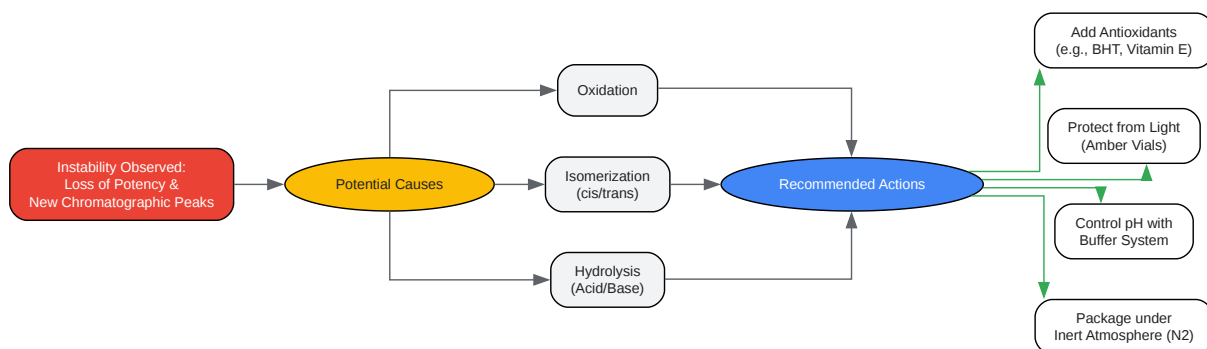 Instability Observed:
Loss of Potency &
New Chromatographic Peaks
Potential Causes
Oxidation
Isomerization
(cis/trans)
Hydrolysis
(Acid/Base)
Recommended Actions
Add Antioxidants
(e.g., BHT, Vitamin E)
Protect from Light
(Amber Vials)
Control pH with
Buffer System
Package under
Inert Atmosphere (N2)